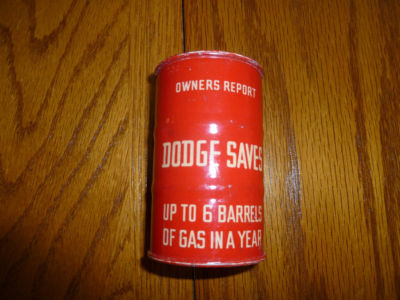 OWNERS REPORT
DODGE SAVES
UP TO 6 BARRELS
OF GAS IN A YEAR